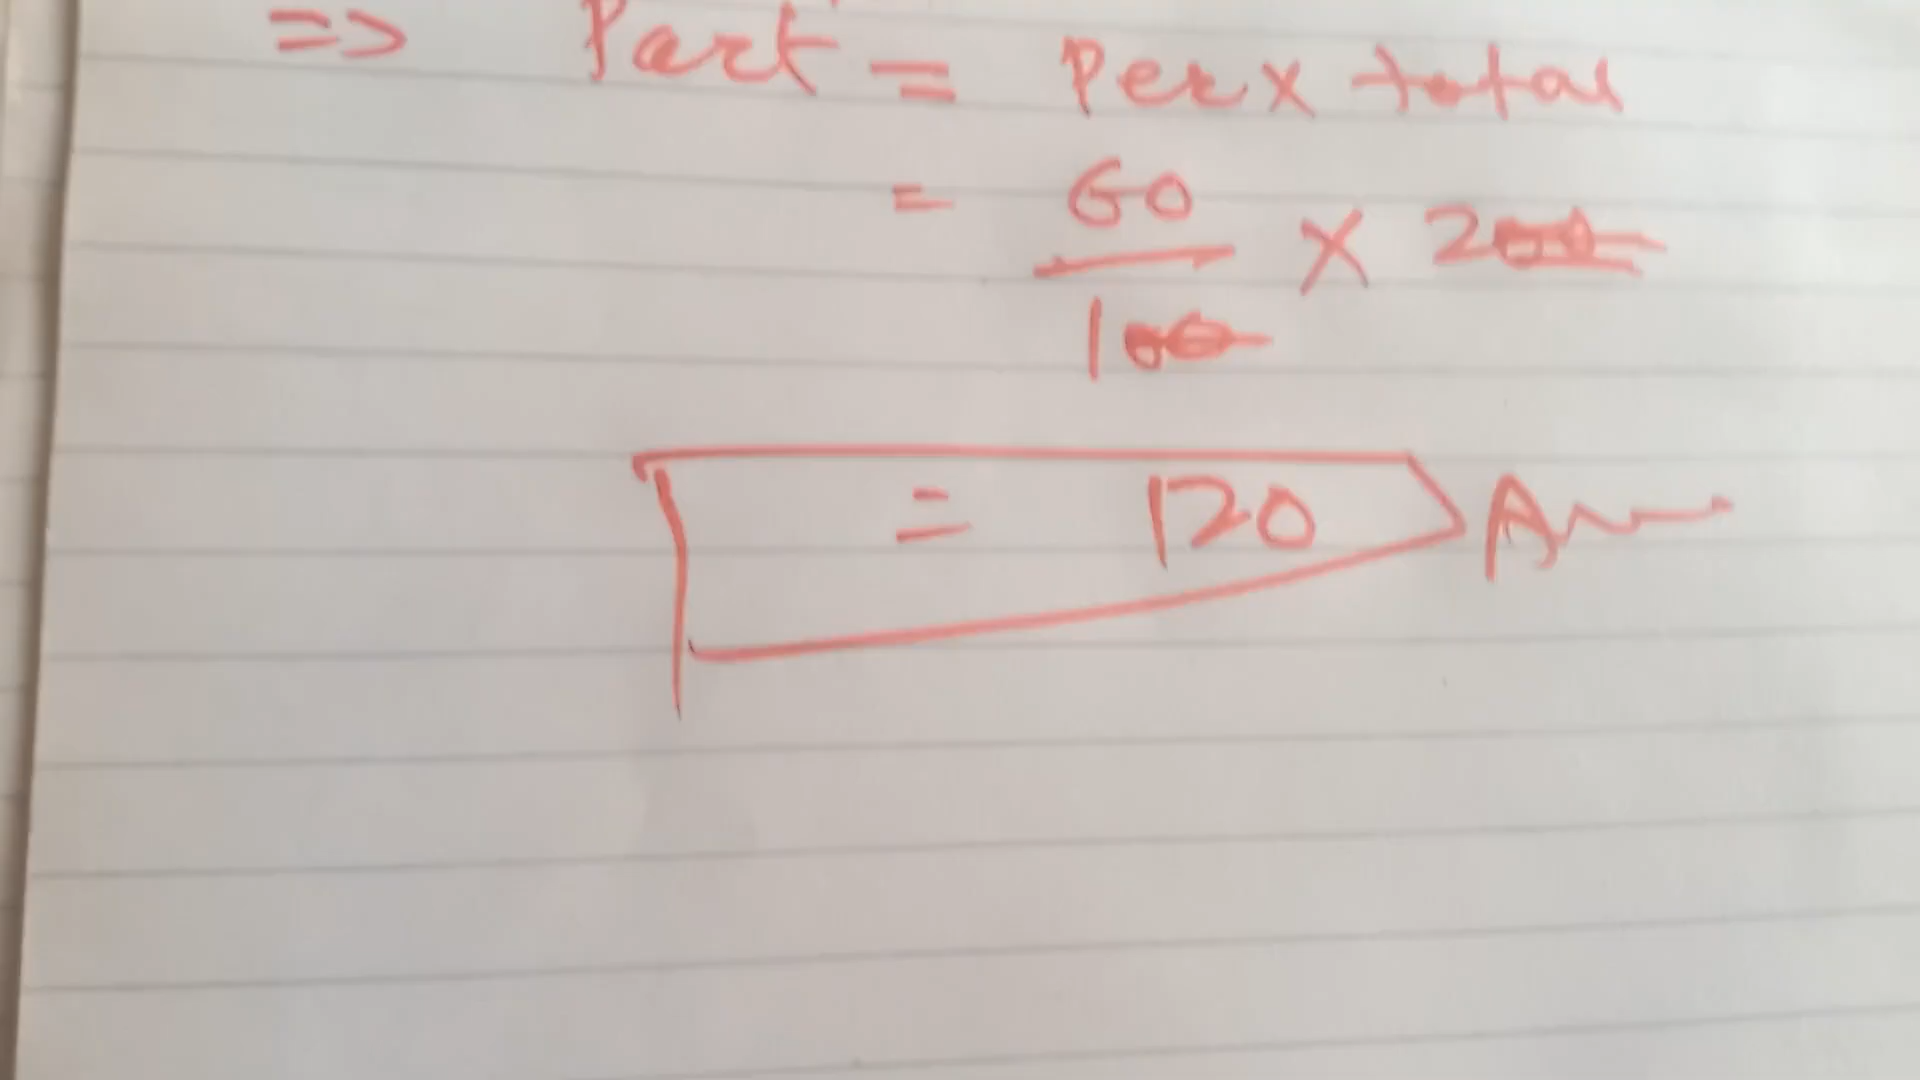 => Part = Per x total
= 60
/100 x 200
= 120 Ans